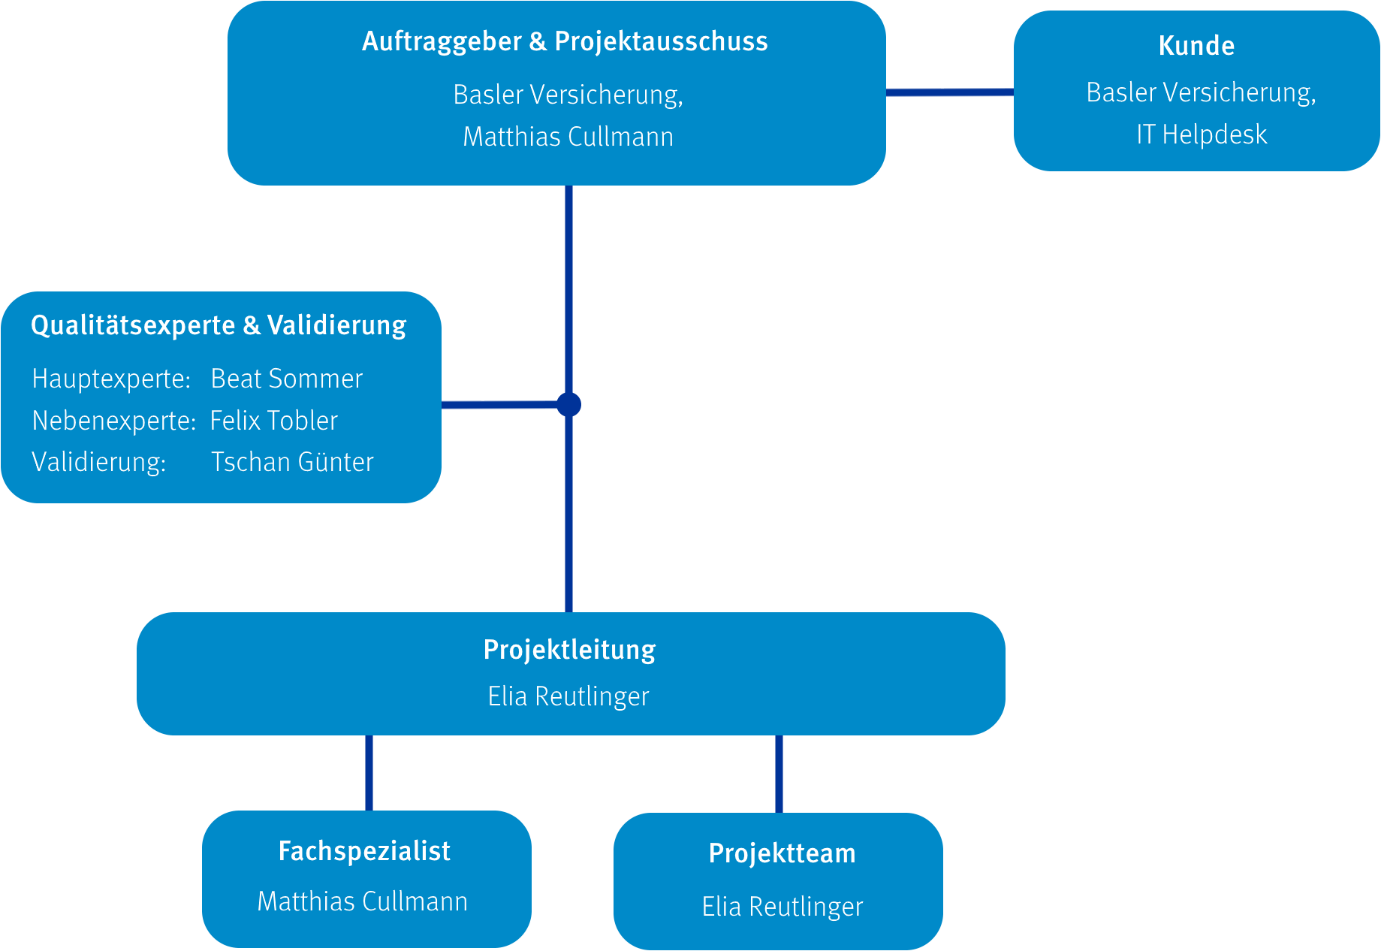 Auftraggeber & Projektausschuss
Basler Versicherung,
Matthias Cullmann
Kunde
Basler Versicherung,
IT Helpdesk
Qualitätsexperte & Validierung
Hauptexperte: Beat Sommer
Nebenexperte: Felix Tobler
Validierung: Tschan Günter
Projektleitung
Elia Reutlinger
Fachspezialist
Matthias Cullmann
Projektteam
Elia Reutlinger